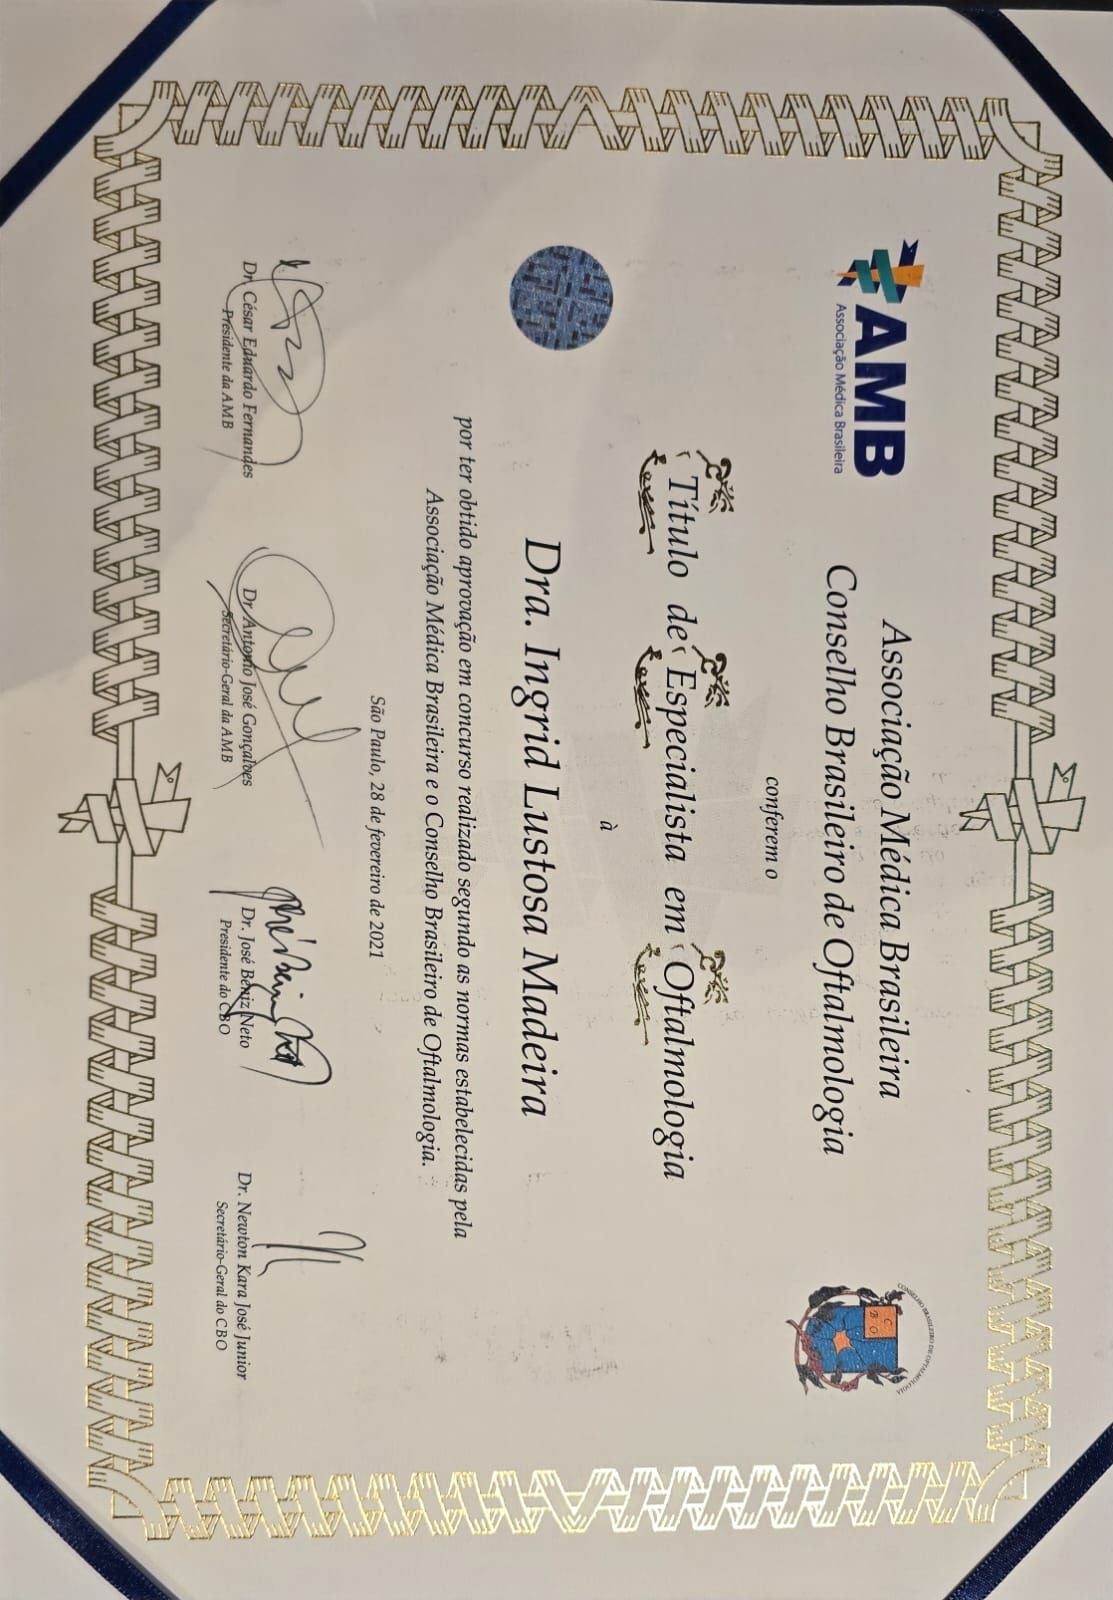 AMB
Associação Médica Brasileira
Associação Médica Brasileira
Conselho Brasileiro de Oftalmologia
CONSELHO BRASILEIRO DE OFTALMOLOGIA
C
B O
conferem o
Título de Especialista em Oftalmologia
à
Dra. Ingrid Lustosa Madeira
por ter obtido aprovação em concurso realizado segundo as normas estabelecidas pela
Associação Médica Brasileira e o Conselho Brasileiro de Oftalmologia.
São Paulo, 28 de fevereiro de 2021
Dr. César Eduardo Fernandes
Presidente da AMB
Dr. Antonio José Gonçalves
Secretário-Geral da AMB
Dr. José Beniz Neto
Presidente do CBO
Dr. Newton Kara José Junior
Secretário-Geral do CBO